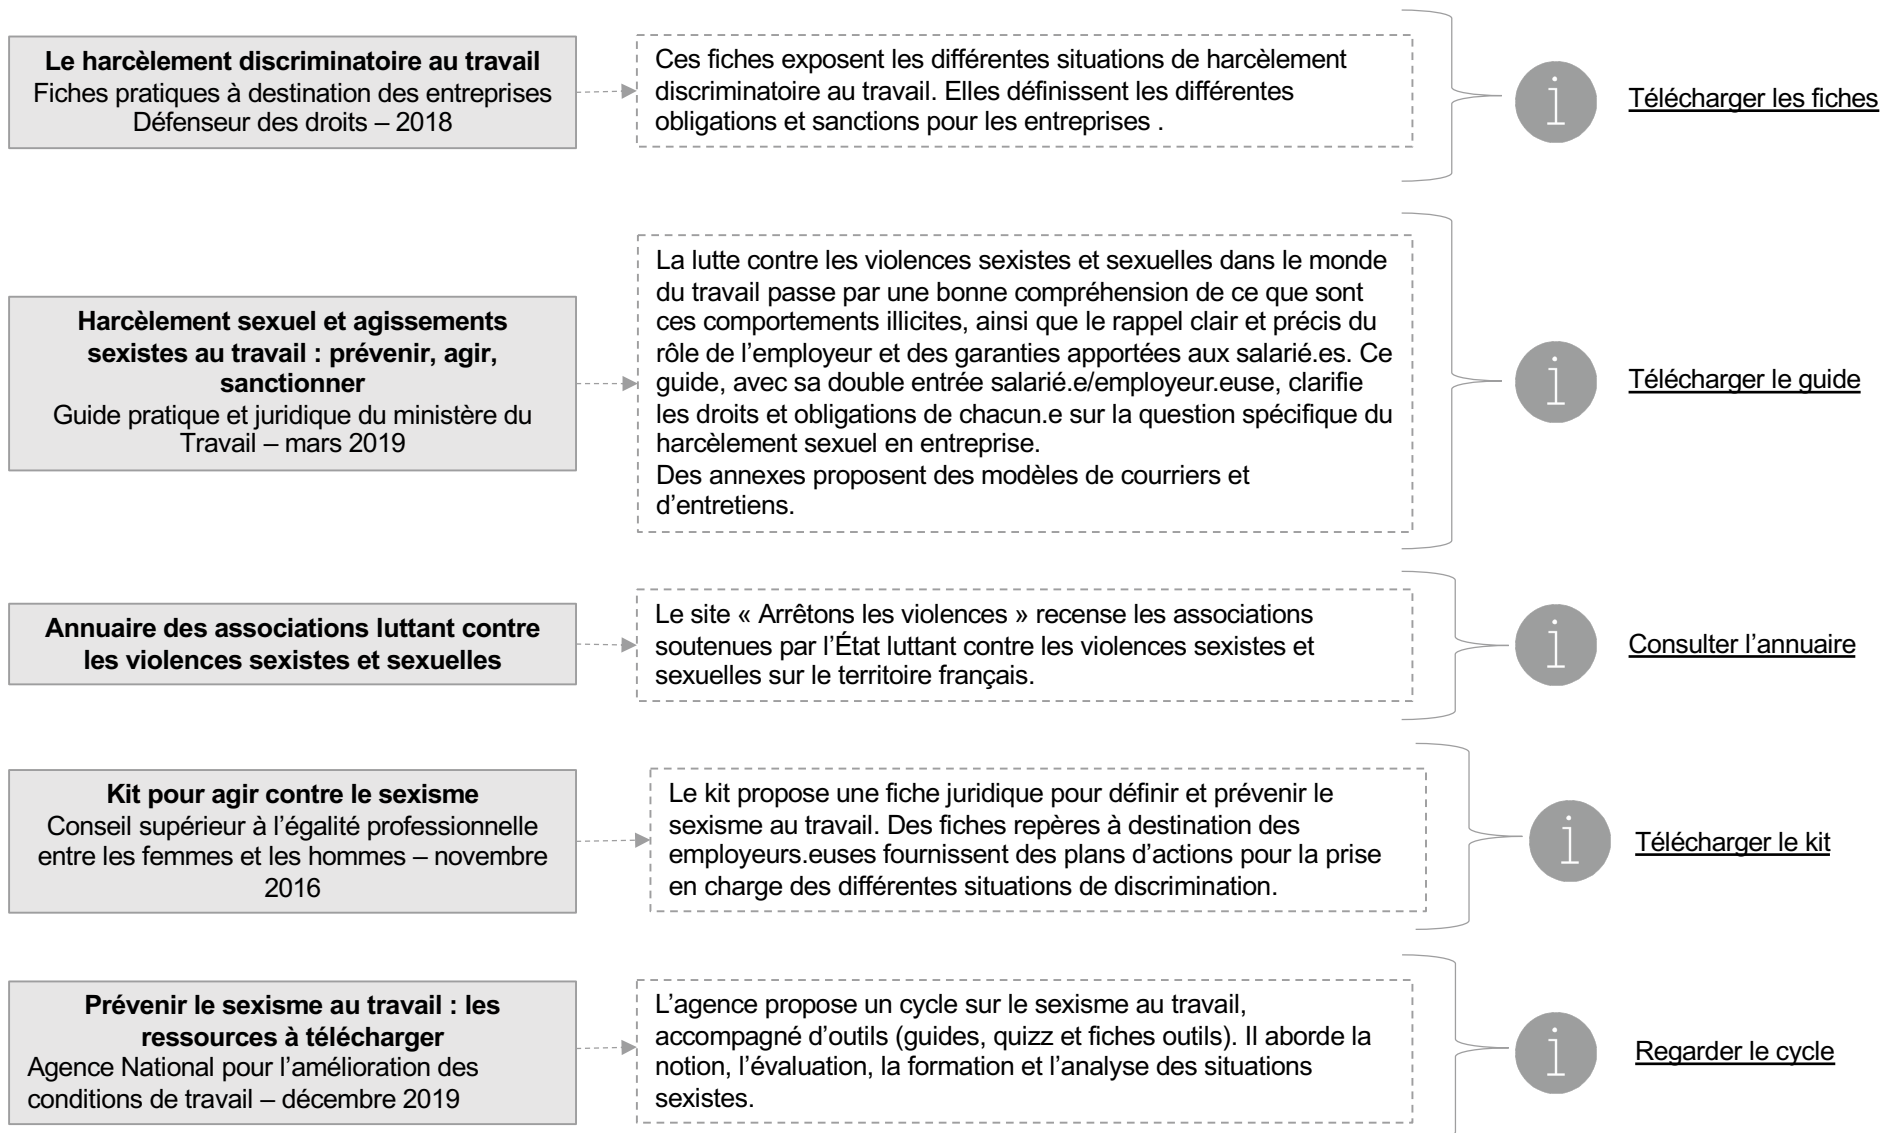 Le harcèlement discriminatoire au travail
Fiches pratiques à destination des entreprises
Défenseur des droits – 2018
Ces fiches exposent les différentes situations de harcèlement
discriminatoire au travail. Elles définissent les différentes
obligations et sanctions pour les entreprises .
Télécharger les fiches
Harcèlement sexuel et agissements
sexistes au travail : prévenir, agir,
sanctionner
Guide pratique et juridique du ministère du
Travail – mars 2019
La lutte contre les violences sexistes et sexuelles dans le monde
du travail passe par une bonne compréhension de ce que sont
ces comportements illicites, ainsi que le rappel clair et précis du
rôle de l’employeur et des garanties apportées aux salarié.es. Ce
guide, avec sa double entrée salarié.e/employeur.euse, clarifie
les droits et obligations de chacun.e sur la question spécifique du
harcèlement sexuel en entreprise.
Des annexes proposent des modèles de courriers et
d’entretiens.
Télécharger le guide
Annuaire des associations luttant contre
les violences sexistes et sexuelles
Le site « Arrêtons les violences » recense les associations
soutenues par l’État luttant contre les violences sexistes et
sexuelles sur le territoire français.
Consulter l’annuaire
Kit pour agir contre le sexisme
Conseil supérieur à l’égalité professionnelle
entre les femmes et les hommes – novembre
2016
Le kit propose une fiche juridique pour définir et prévenir le
sexisme au travail. Des fiches repères à destination des
employeurs.euses fournissent des plans d’actions pour la prise
en charge des différentes situations de discrimination.
Télécharger le kit
Prévenir le sexisme au travail : les
ressources à télécharger
Agence National pour l’amélioration des
conditions de travail – décembre 2019
L’agence propose un cycle sur le sexisme au travail,
accompagné d’outils (guides, quizz et fiches outils). Il aborde la
notion, l’évaluation, la formation et l’analyse des situations
sexistes.
Regarder le cycle